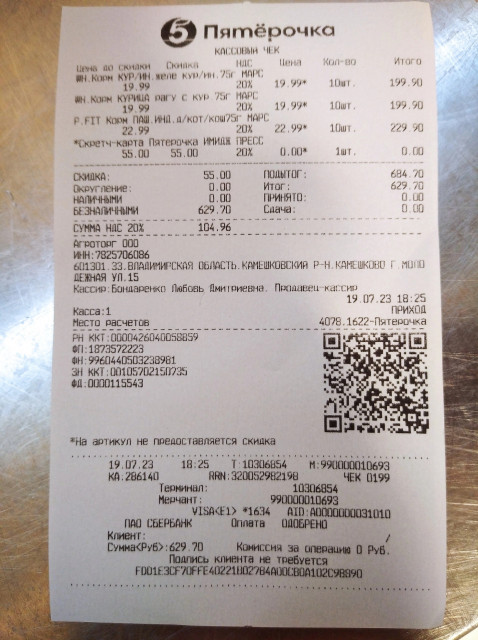 5 Пятёрочка
КАССОВЫЙ ЧЕК
Цена до скидки Скидка НДС Цена Кол-во Итого
ЖН.Корм КУР/ИН.желе кур/ин.75г МАРС
19.99 20% 19.99* 10шт. 199.90
ЖН.Корм КУРИЦА рагу с кур 75г МАРС
19.99 20% 19.99* 10шт. 199.90
P.FIT Корм ПАШ.ИНД.д/кот/кош75г МАРС
22.99 20% 22.99* 10шт. 229.90
*Скретч-карта Пятерочка ИМИДЖ ПРЕСС
55.00 55.00 20% 0.00* 1шт. 0.00
СКИДКА: 55.00 ПОДЫТОГ: 684.70
Округление: 0.00 Итог: 629.70
НАЛИЧНЫМИ 0.00 ПРИНЯТО: 0.00
БЕЗНАЛИЧНЫМИ 629.70 Сдача: 0.00
СУММА НДС 20% 104.96
Агроторг ООО
ИНН:7825706086
601301.33.ВЛАДИМИРСКАЯ ОБЛАСТЬ.КАМЕШКОВСКИЙ Р-Н.КАМЕШКОВО Г МОЛО
ДЕЖНАЯ УЛ.15
Кассир:Бондаренко Любовь Дмитриевна. Продавец-кассир
19.07.23 18:25
Касса:1 ПРИХОД
Место расчетов 4078.1622-Пятерочка
РН ККТ:0000426040058859
ФП:1873572223
ФН:9960440503238981
ЗН ККТ:00105702150735
ФД:0000115543
*На артикул не предоставляется скидка
19.07.23 18:25 Т:10306854 М:990000010693
КА:286140 RRN:320052982198 ЧЕК 0199
Терминал: 10306854
Мерчант: 990000010693
VISA<E1> *1634 AID:A0000000031010
ПАО СБЕРБАНК Оплата ОДОБРЕНО
Клиент: /
Сумма<Руб>:629.70 Комиссия за операцию 0 Руб.
Подпись клиента не требуется